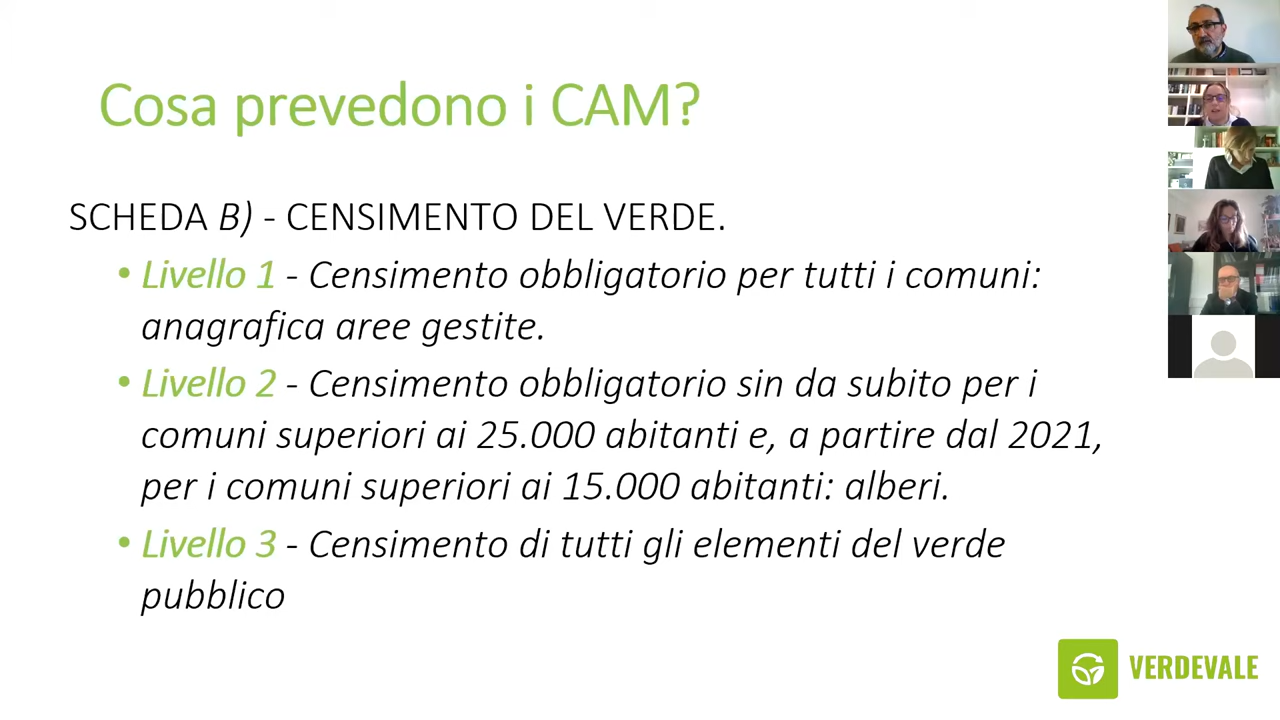 Cosa prevedono i CAM?
SCHEDA B) - CENSIMENTO DEL VERDE.
• Livello 1 - Censimento obbligatorio per tutti i comuni:
anagrafica aree gestite.
• Livello 2 - Censimento obbligatorio sin da subito per i
comuni superiori ai 25.000 abitanti e, a partire dal 2021,
per i comuni superiori ai 15.000 abitanti: alberi.
• Livello 3 - Censimento di tutti gli elementi del verde
pubblico
VERDEVALE